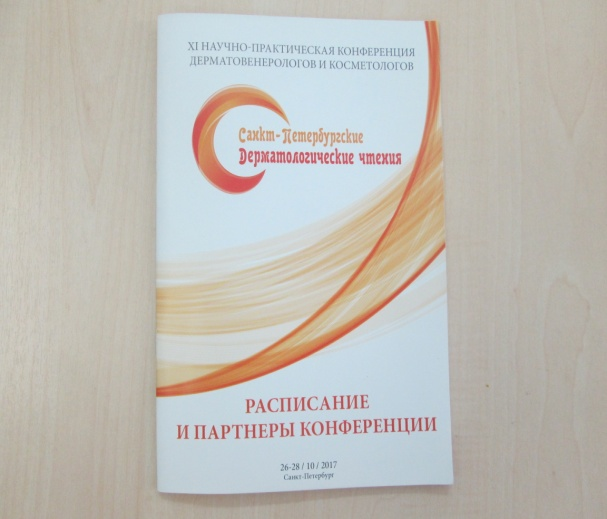 XI НАУЧНО-ПРАКТИЧЕСКАЯ КОНФЕРЕНЦИЯ
ДЕРМАТОВЕНЕРОЛОГОВ И КОСМЕТОЛОГОВ
Санкт-Петербургские
Дерматологические чтения
РАСПИСАНИЕ
И ПАРТНЕРЫ КОНФЕРЕНЦИИ
26-28 / 10 / 2017
Санкт-Петербург